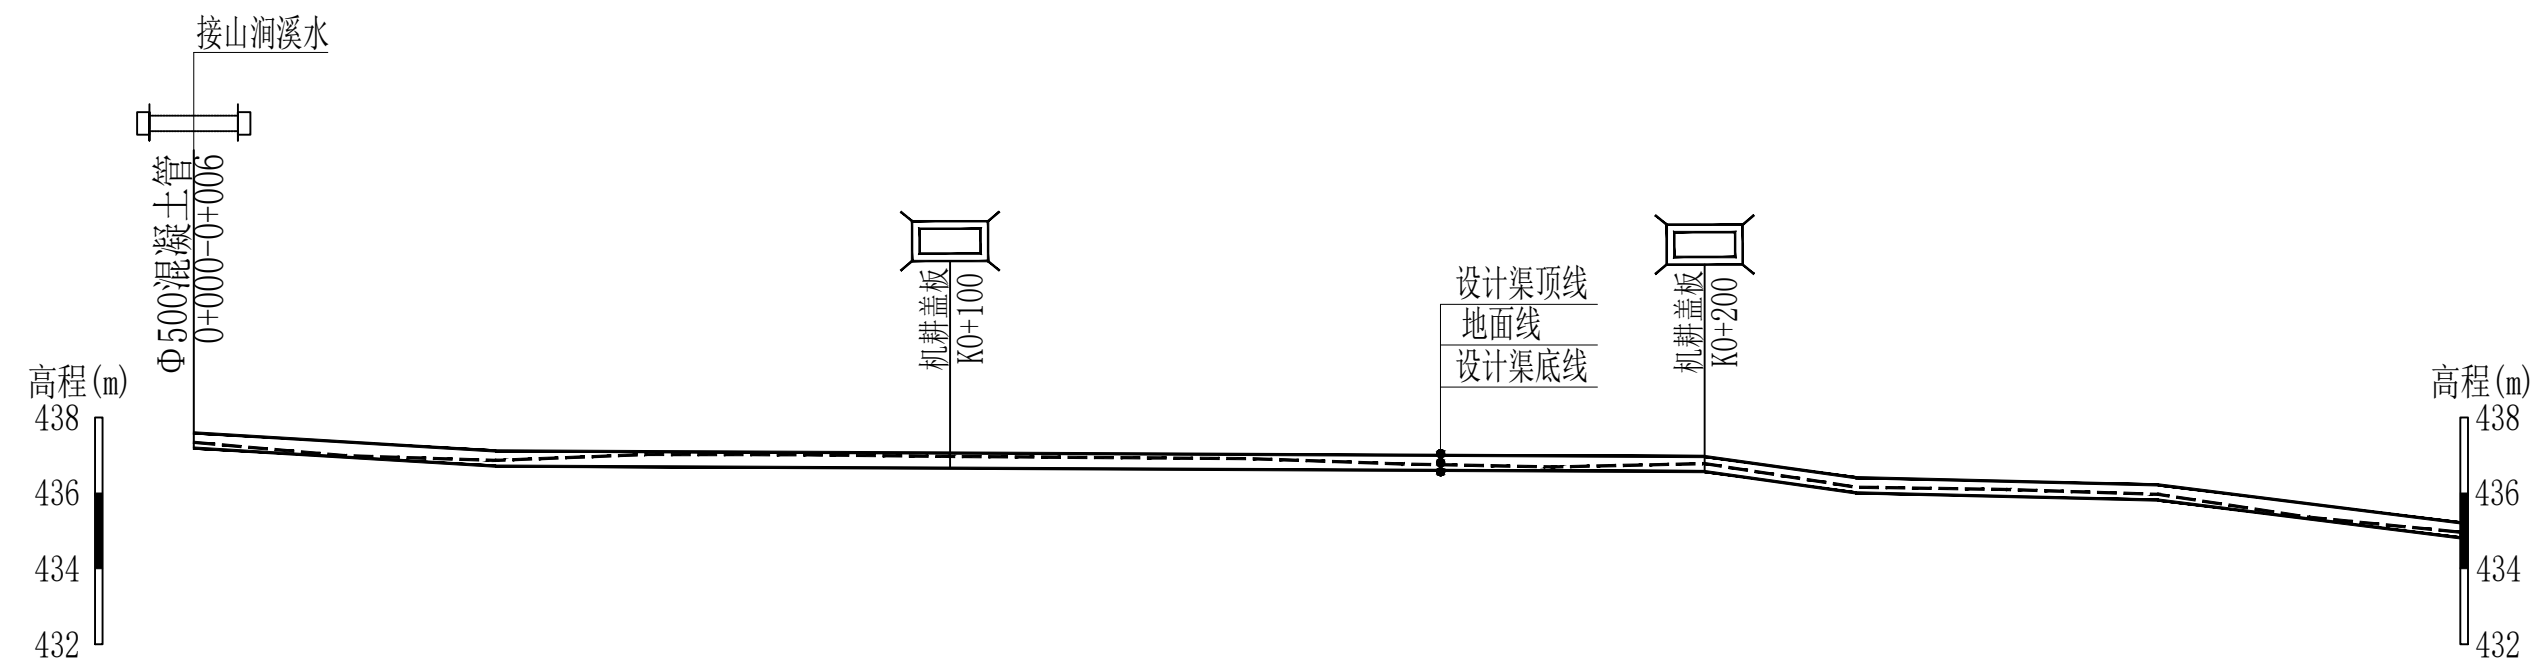 接山涧溪水
Φ500混凝土管
0+000-0+006
机耕盖板
K0+100
设计渠顶线
地面线
设计渠底线
机耕盖板
K0+200
高程(m)
438
436
434
432
高程(m)
438
436
434
432